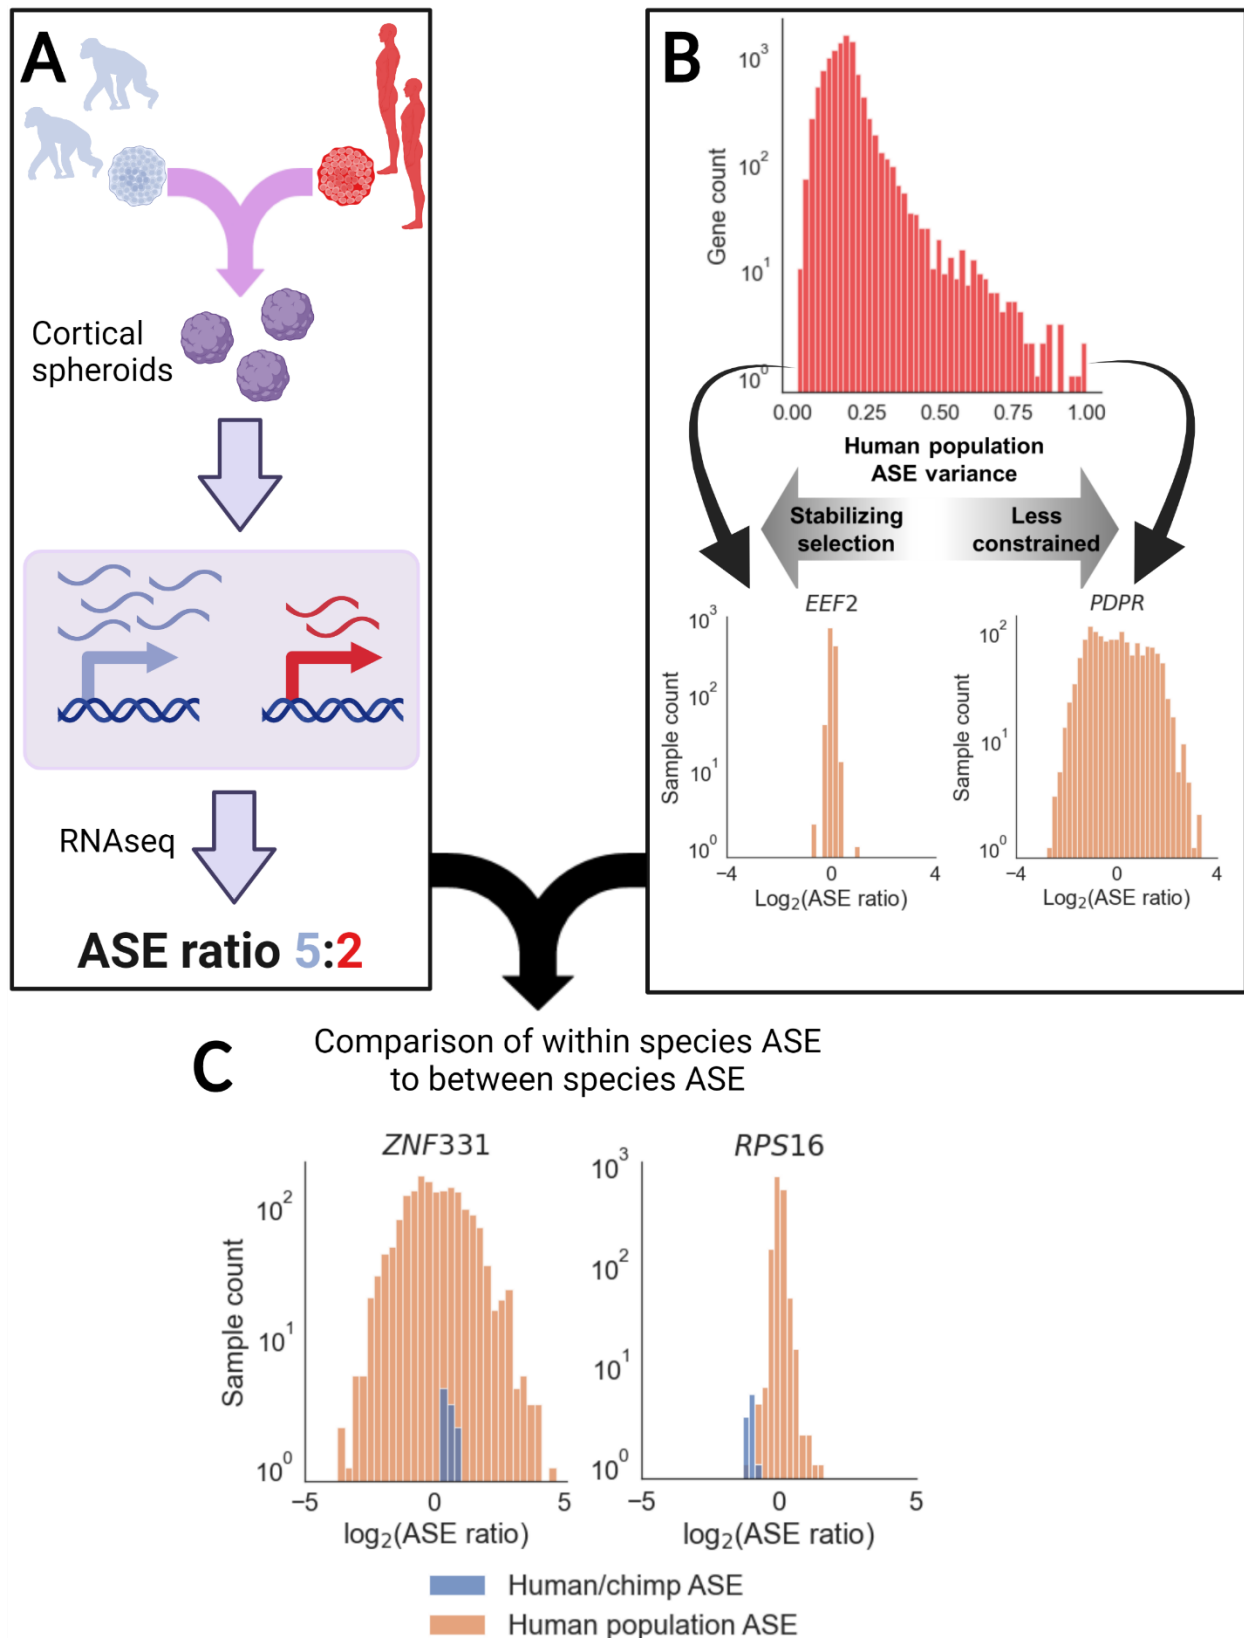 A
Cortical
spheroids
RNAseq
ASE ratio 5:2
B
Gene count
10^3
10^2
10^1
10^0
0.00 0.25 0.50 0.75 1.00
Human population
ASE variance
Stabilizing
selection
Less
constrained
EEF2
Sample count
10^3
10^2
10^1
10^0
−4 0 4
Log₂(ASE ratio)
PDPR
Sample count
10^2
10^1
10^0
−4 0 4
Log₂(ASE ratio)
C
Comparison of within species ASE
to between species ASE
ZNF331
Sample count
10^2
10^1
10^0
−5 0 5
log₂(ASE ratio)
RPS16
10^3
10^2
10^1
10^0
−5 0 5
log₂(ASE ratio)
Human/chimp ASE
Human population ASE